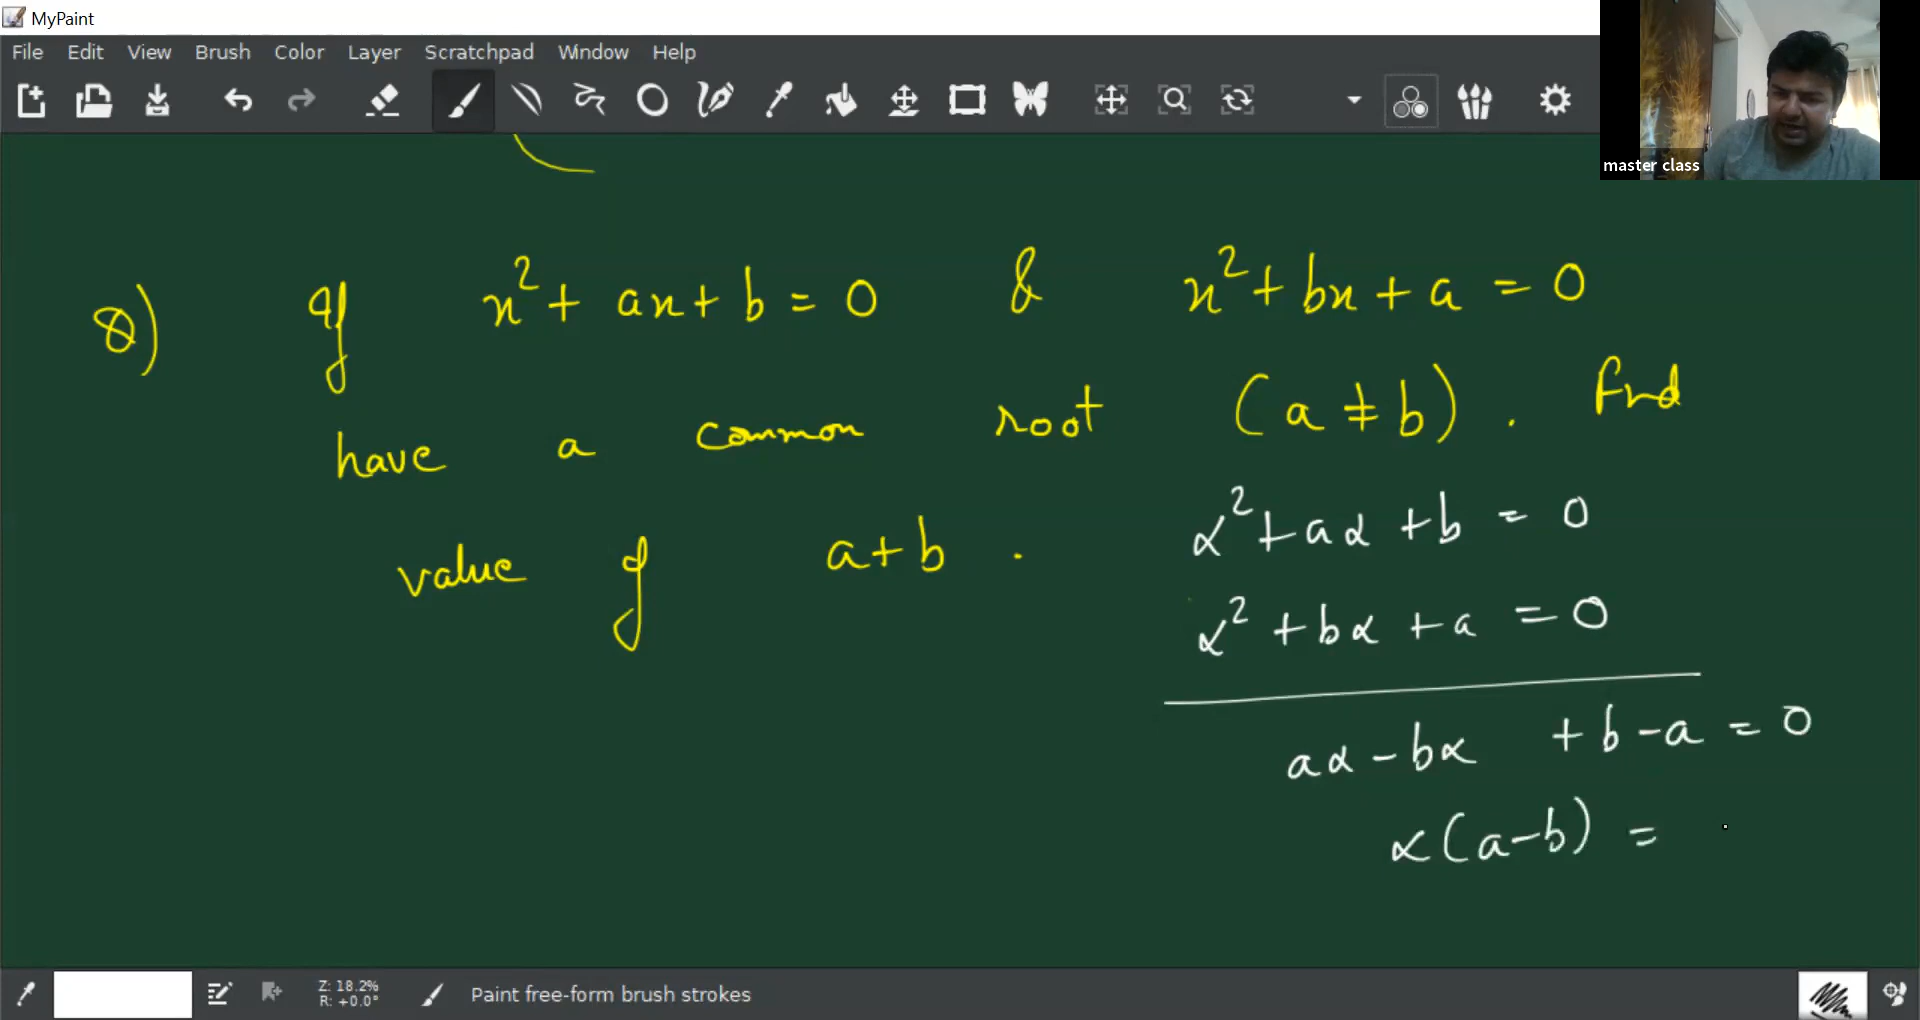 MyPaint
File Edit View Brush Color Layer Scratchpad Window Help
master class
Q) If x²+ ax+b=0 & x²+bx+a=0
have a common root (a≠b). Find
value of a+b.
α²+aα+b=0
α²+bα+a=0
aα-bα +b-a=0
α(a-b) =
Z: 18.2%
R: +0.0°
Paint free-form brush strokes